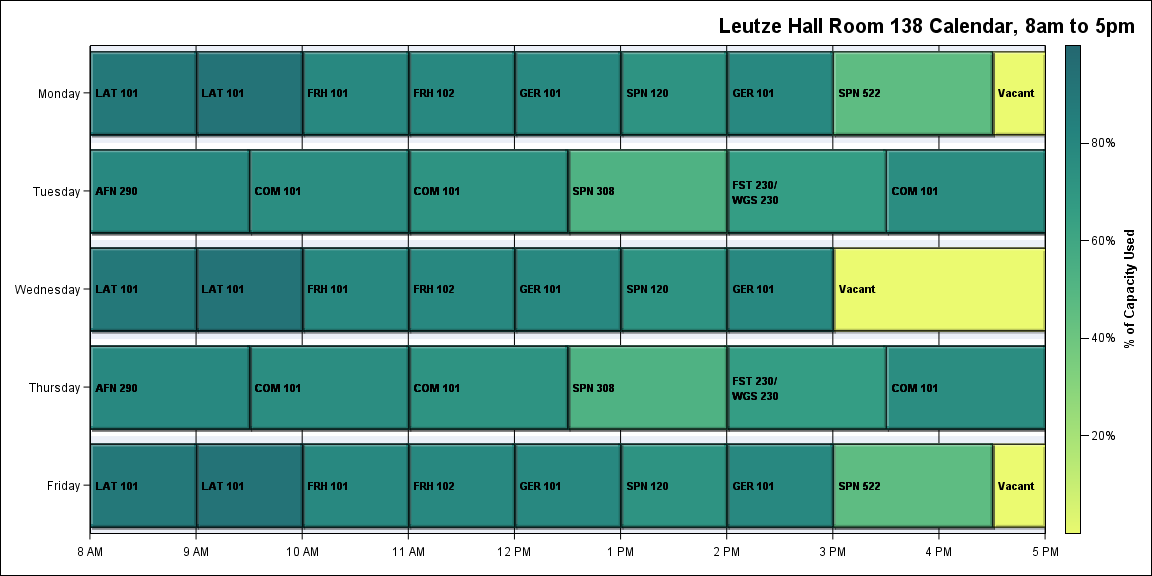 Leutze Hall Room 138 Calendar, 8am to 5pm
Monday
LAT 101
LAT 101
FRH 101
FRH 102
GER 101
SPN 120
GER 101
SPN 522
Vacant
Tuesday
AFN 290
COM 101
COM 101
SPN 308
FST 230/
WGS 230
COM 101
Wednesday
LAT 101
LAT 101
FRH 101
FRH 102
GER 101
SPN 120
GER 101
Vacant
Thursday
AFN 290
COM 101
COM 101
SPN 308
FST 230/
WGS 230
COM 101
Friday
LAT 101
LAT 101
FRH 101
FRH 102
GER 101
SPN 120
GER 101
SPN 522
Vacant
8 AM
9 AM
10 AM
11 AM
12 PM
1 PM
2 PM
3 PM
4 PM
5 PM
80%
60%
40%
20%
% of Capacity Used